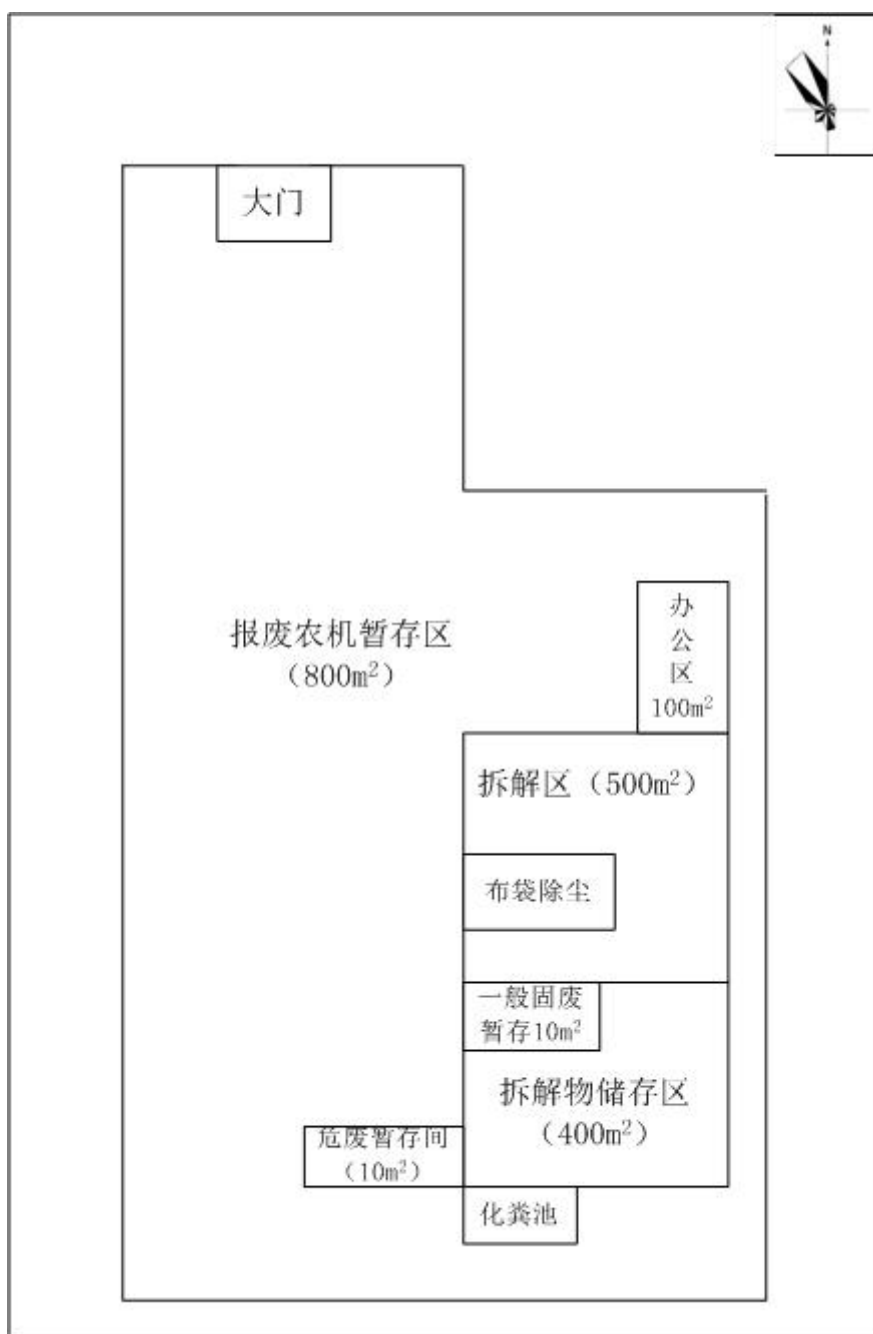 N
大门
报废农机暂存区
（800m²）
办
公
区
100m²
拆解区（500m²）
布袋除尘
一般固废
暂存10m²
拆解物储存区
（400m²）
危废暂存间
（10m²）
化粪池